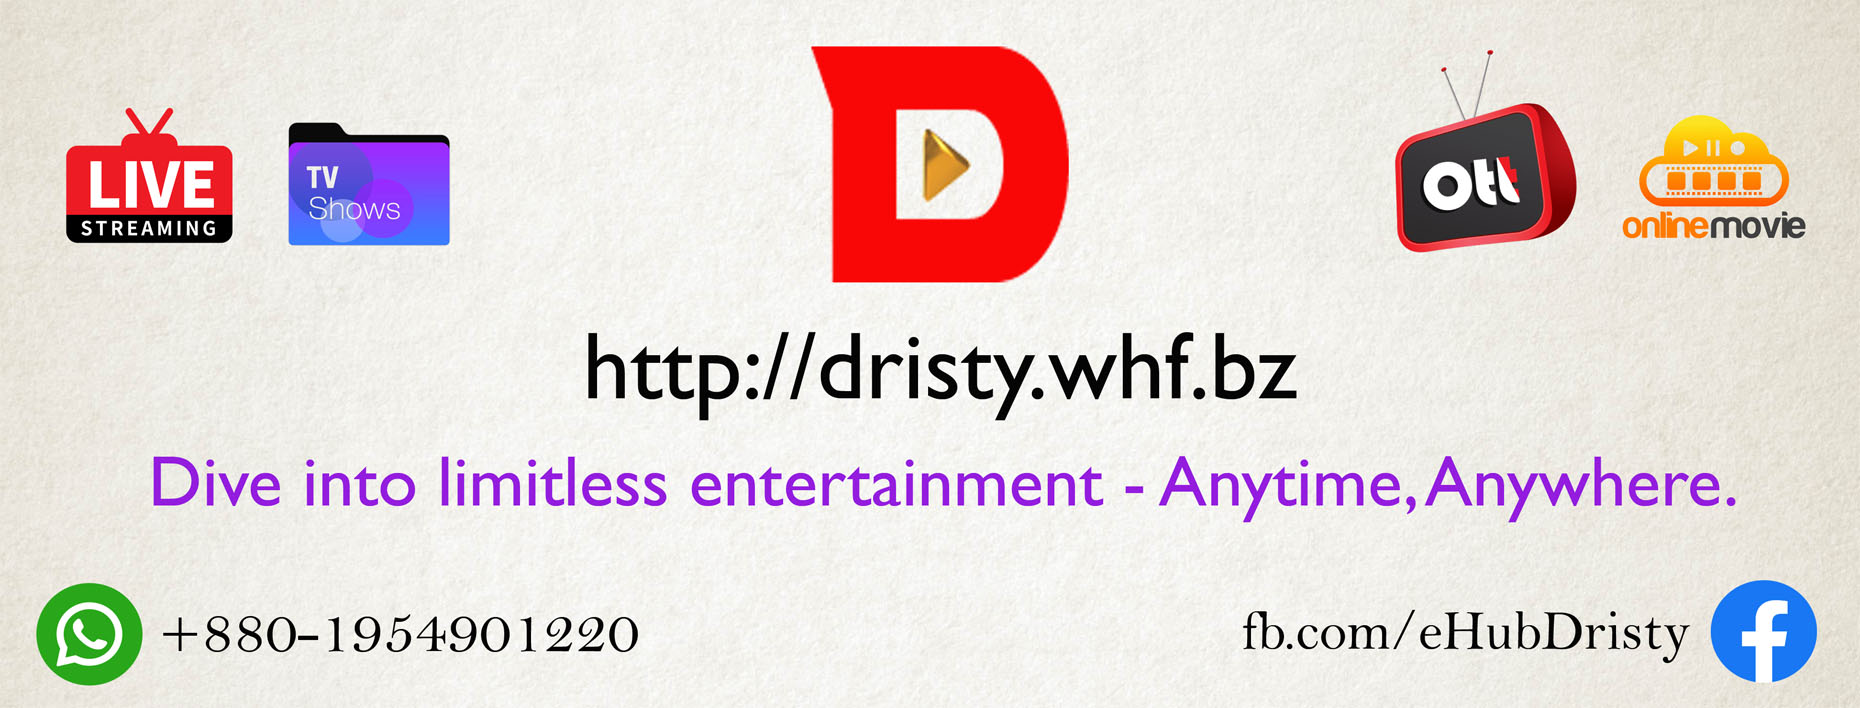 LIVE
STREAMING
TV
Shows
D
ott
onlinemovie
http://dristy.whf.bz
Dive into limitless entertainment - Anytime, Anywhere.
+880-1954901220
fb.com/eHubDristy